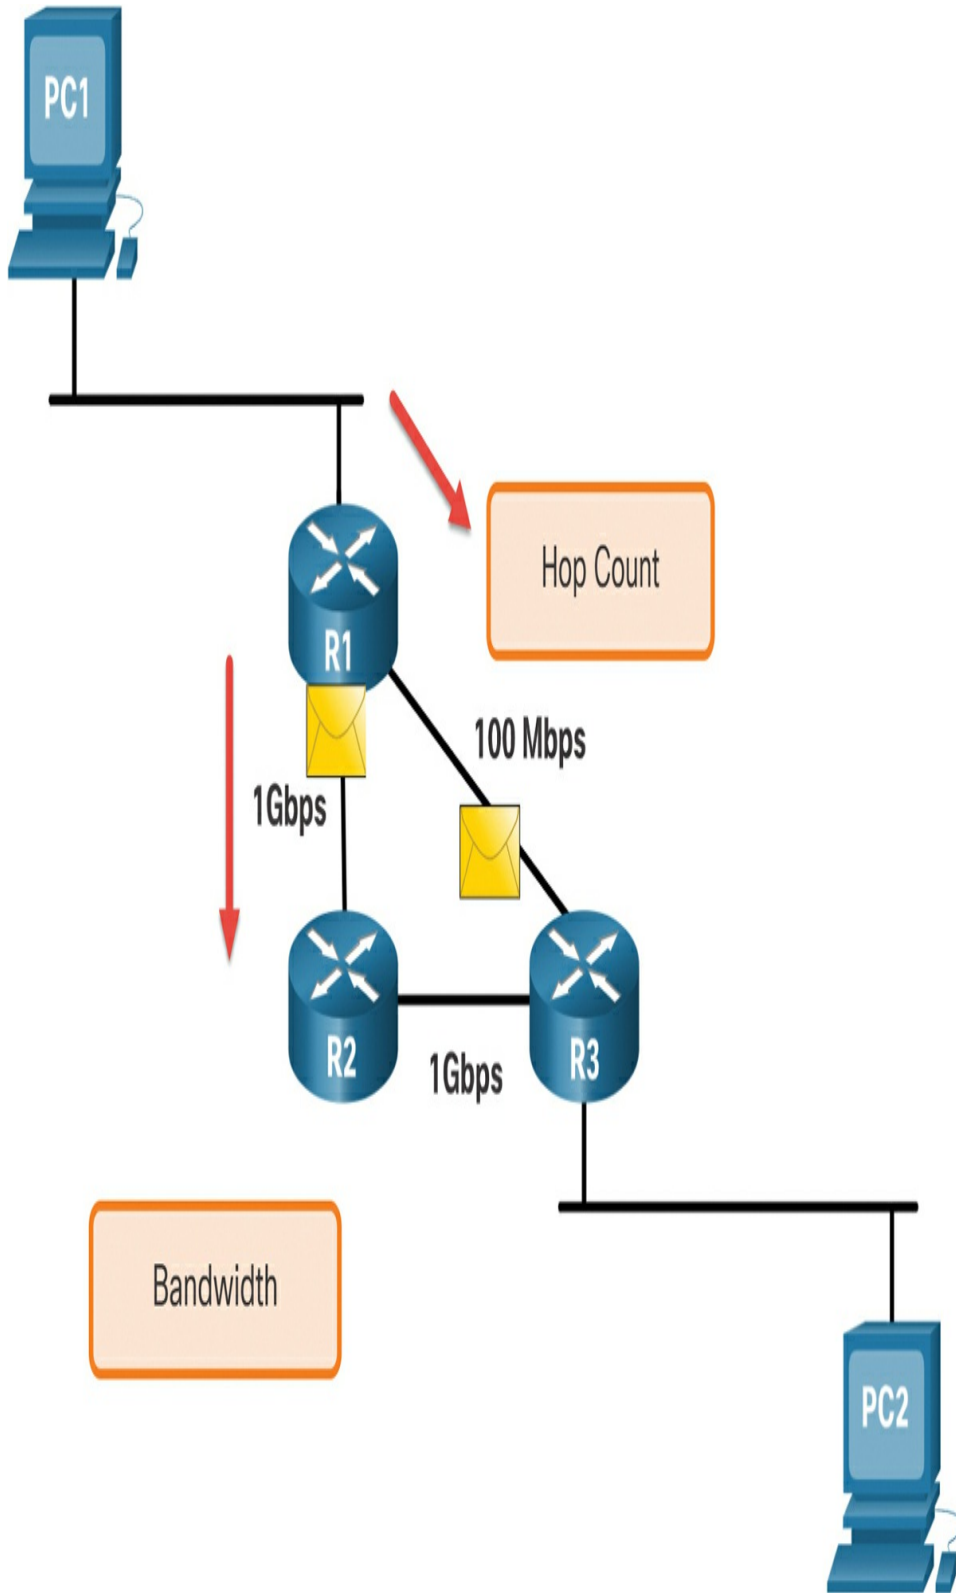 PC1
Hop Count
R1
100 Mbps
1Gbps
R2
1Gbps
R3
Bandwidth
PC2